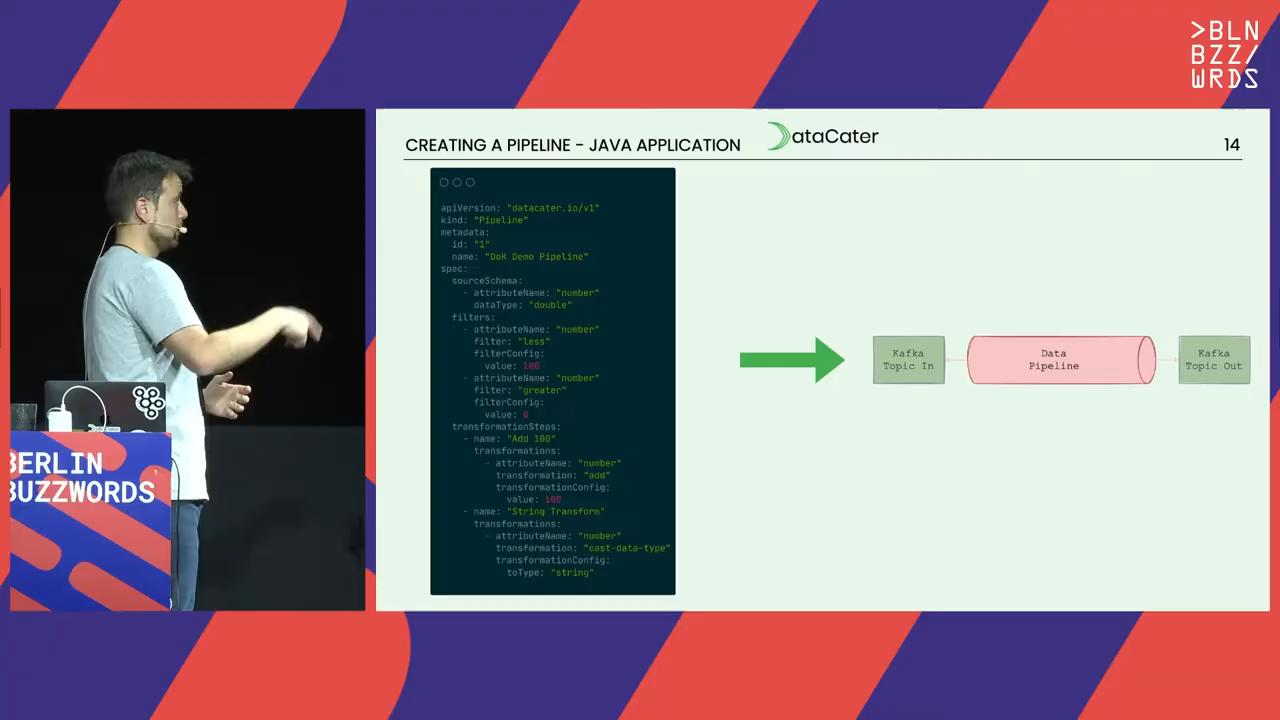 >BLN
BZZ/
WRDS
CREATING A PIPELINE - JAVA APPLICATION
DataCater
14
apiVersion: "datacater.io/v1"
kind: "Pipeline"
metadata:
id: "1"
name: "DoK Demo Pipeline"
spec:
sourceSchema:
- attributeName: "number"
dataType: "double"
filters:
- attributeName: "number"
filter: "less"
filterConfig:
value: 100
- attributeName: "number"
filter: "greater"
filterConfig:
value: 0
transformationSteps:
- name: "Add 100"
transformations:
- attributeName: "number"
transformation: "add"
transformationConfig:
value: 100
- name: "String Transform"
transformations:
- attributeName: "number"
transformation: "cast-data-type"
transformationConfig:
toType: "string"
Kafka
Topic In
Data
Pipeline
Kafka
Topic Out
BERLIN
BUZZWORDS